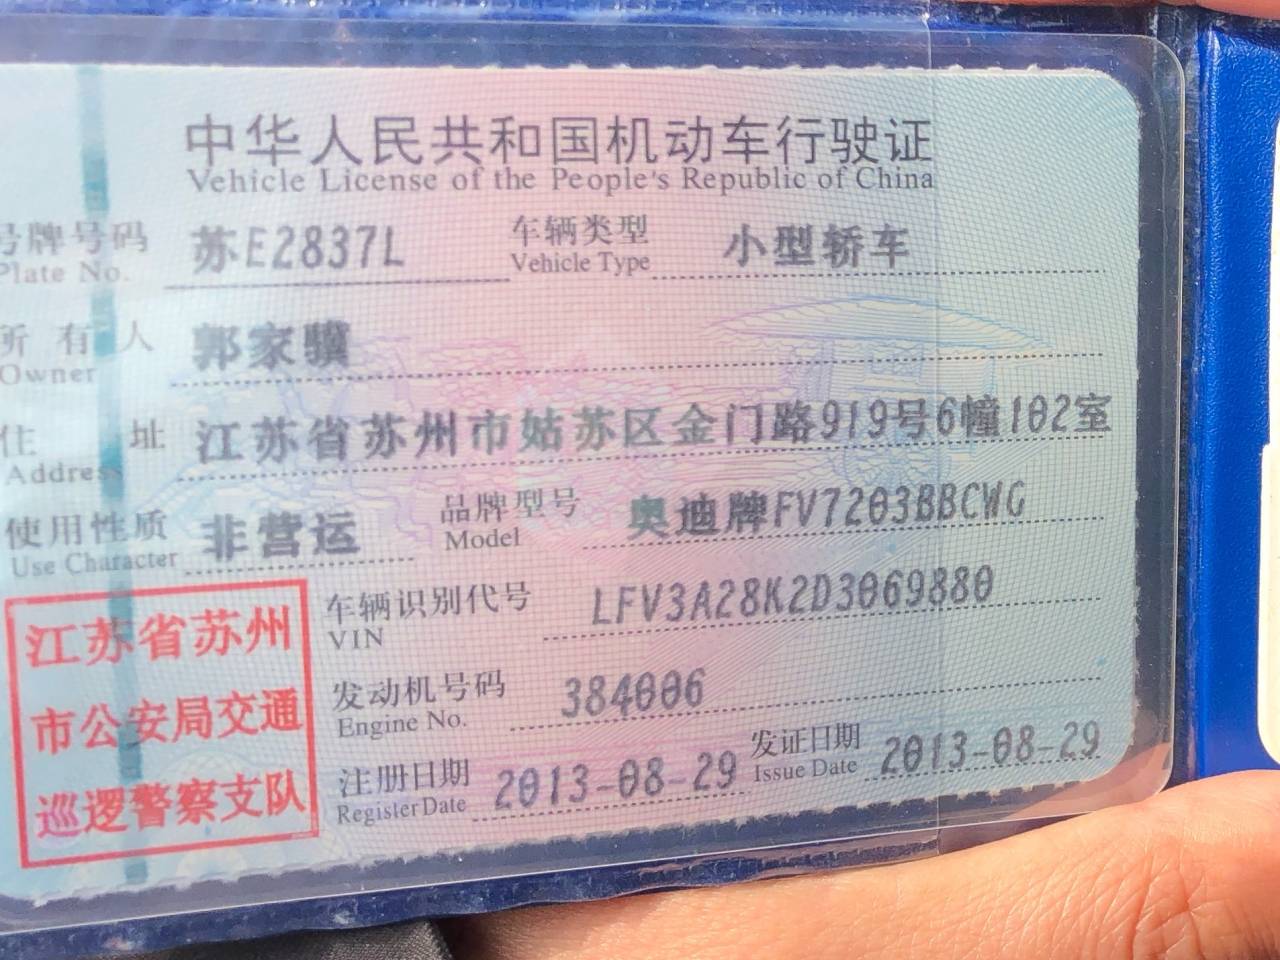 中华人民共和国机动车行驶证
Vehicle License of the People's Republic of China
号牌号码 苏E2837L 车辆类型 小型轿车
Plate No. Vehicle Type
所有人 郭家骥
Owner
住址 江苏省苏州市姑苏区金门路919号6幢102室
Address
使用性质 非营运 品牌型号 奥迪牌FV7203BBCWG
Use Character Model
江苏省苏州
市公安局交通
巡逻警察支队
车辆识别代号 LFV3A28K2D3069880
VIN
发动机号码 384006
Engine No.
注册日期 2013-08-29 发证日期 2013-08-29
Register Date Issue Date